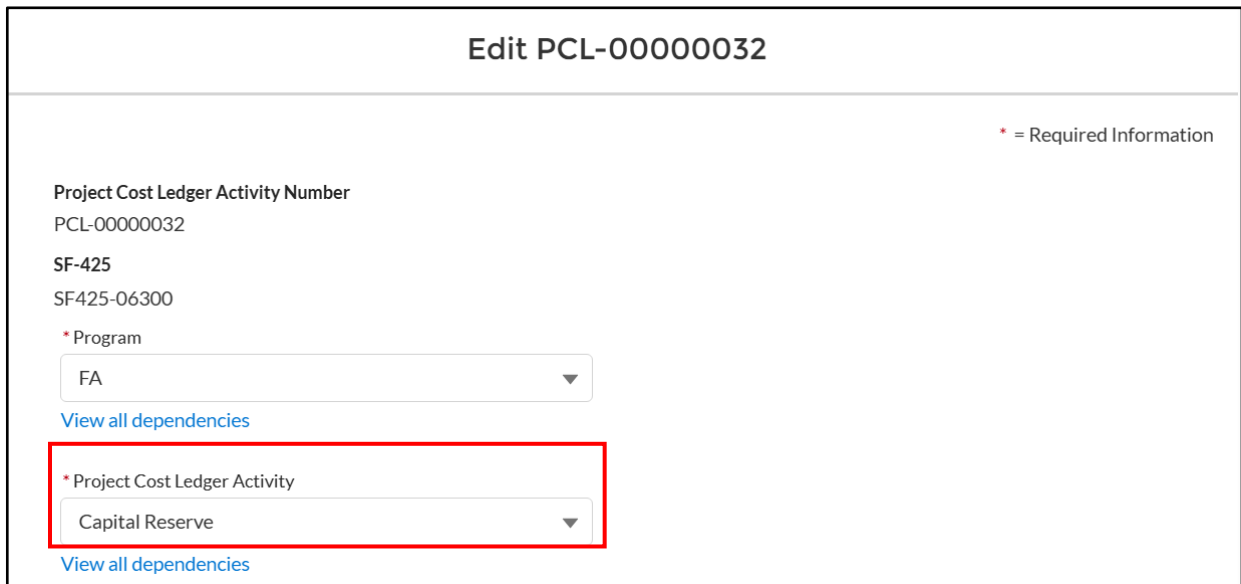 Edit PCL-00000032
* = Required Information
Project Cost Ledger Activity Number
PCL-00000032
SF-425
SF425-06300
* Program
FA
View all dependencies
* Project Cost Ledger Activity
Capital Reserve
View all dependencies